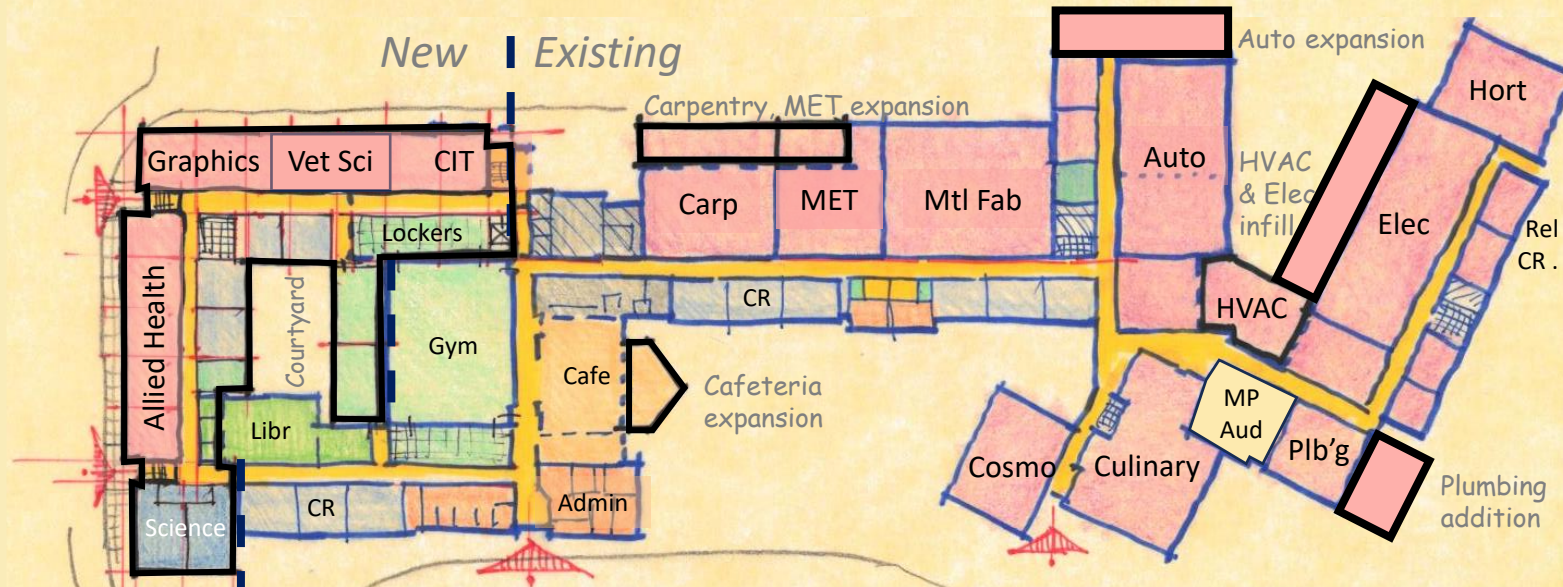 New Existing
Auto expansion
Carpentry, MET expansion
Hort
Graphics Vet Sci CIT
Auto
HVAC
& Elec
infill
Carp MET Mtl Fab
Elec
Lockers
Rel
CR .
Allied Health
Courtyard
CR
HVAC
Gym
Cafe
Cafeteria
expansion
MP
Aud
Libr
Cosmo
Culinary
Plb'g
Plumbing
addition
Science
CR
Admin